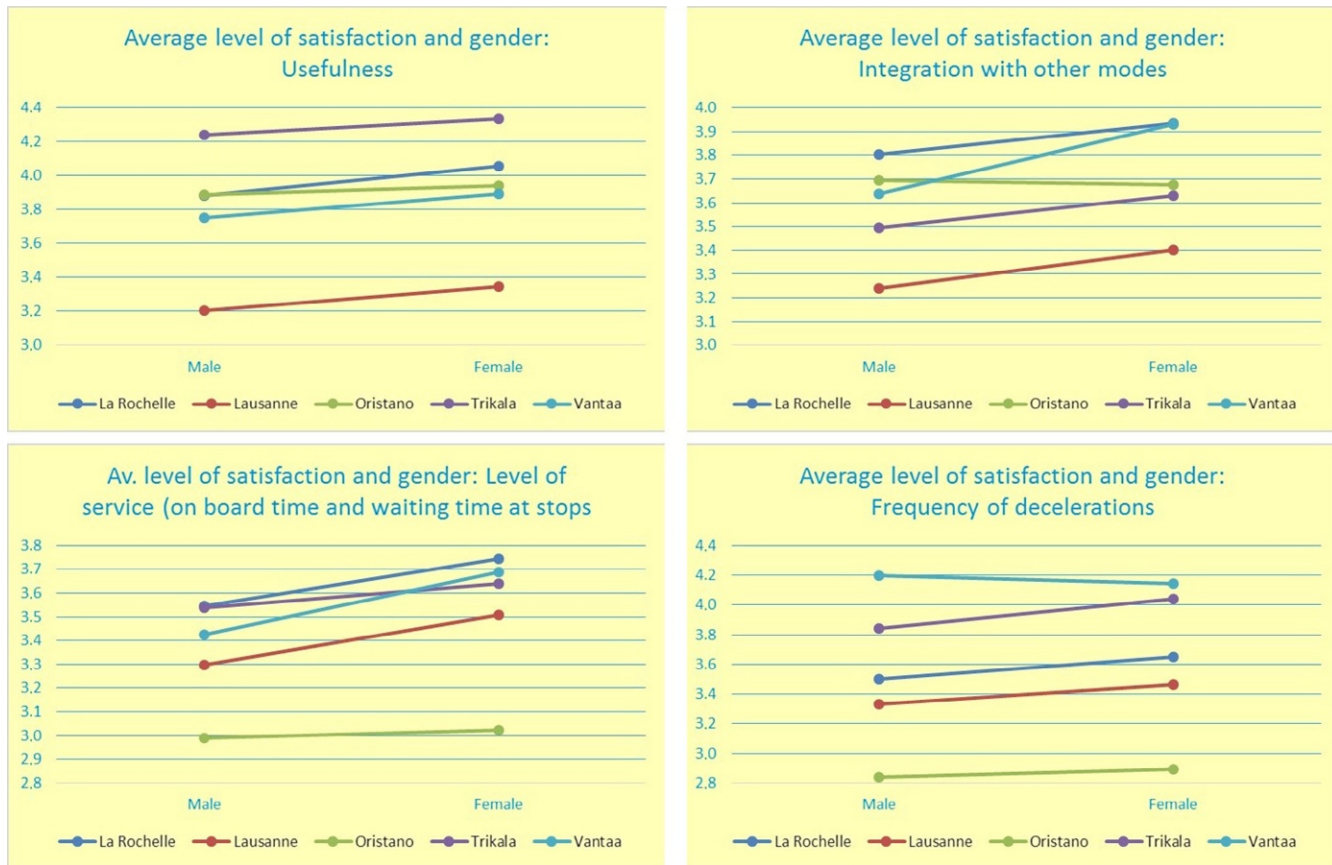 Average level of satisfaction and gender:
Usefulness
4.4
4.2
4.0
3.8
3.6
3.4
3.2
3.0
Male Female
La Rochelle Lausanne Oristano Trikala Vantaa
Average level of satisfaction and gender:
Integration with other modes
4.0
3.9
3.8
3.7
3.6
3.5
3.4
3.3
3.2
3.1
3.0
Male Female
La Rochelle Lausanne Oristano Trikala Vantaa
Av. level of satisfaction and gender: Level of
service (on board time and waiting time at stops
3.8
3.7
3.6
3.5
3.4
3.3
3.2
3.1
3.0
2.9
2.8
Male Female
La Rochelle Lausanne Oristano Trikala Vantaa
Average level of satisfaction and gender:
Frequency of decelerations
4.4
4.2
4.0
3.8
3.6
3.4
3.2
3.0
2.8
Male Female
La Rochelle Lausanne Oristano Trikala Vantaa